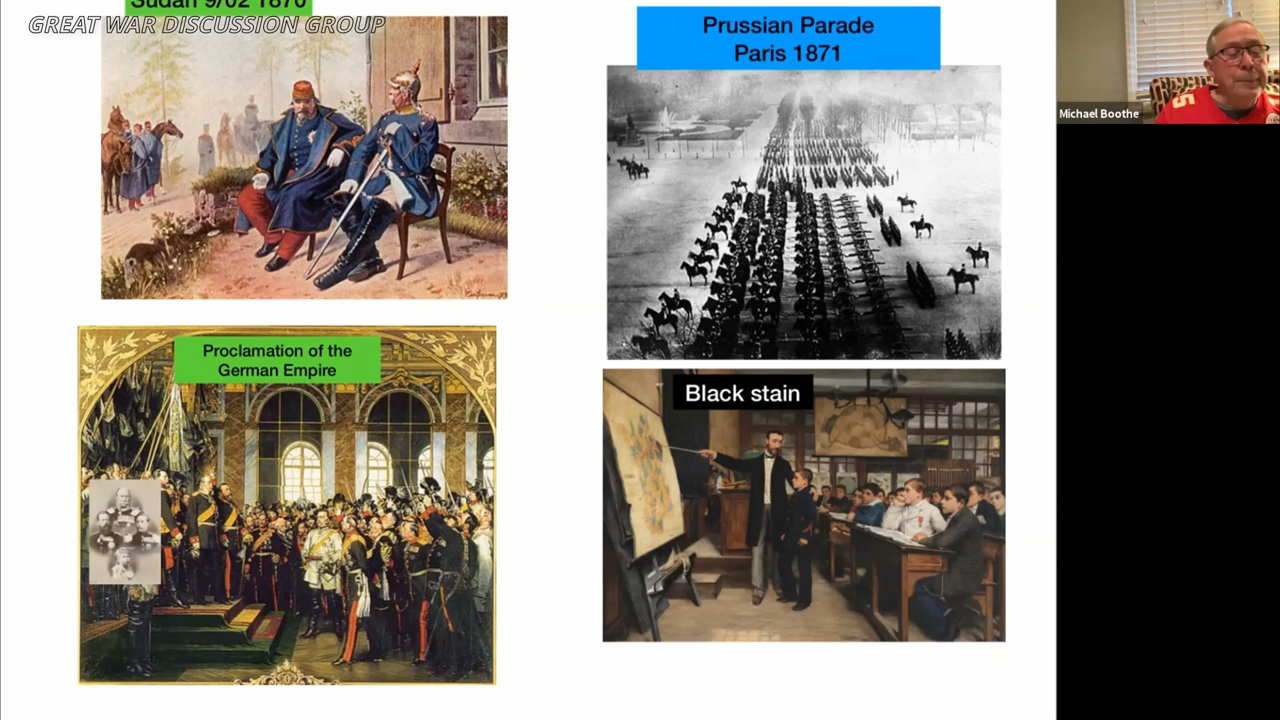 Sudan 9/02 1870
GREAT WAR DISCUSSION GROUP
Prussian Parade
Paris 1871
Michael Boothe
Proclamation of the
German Empire
Black stain